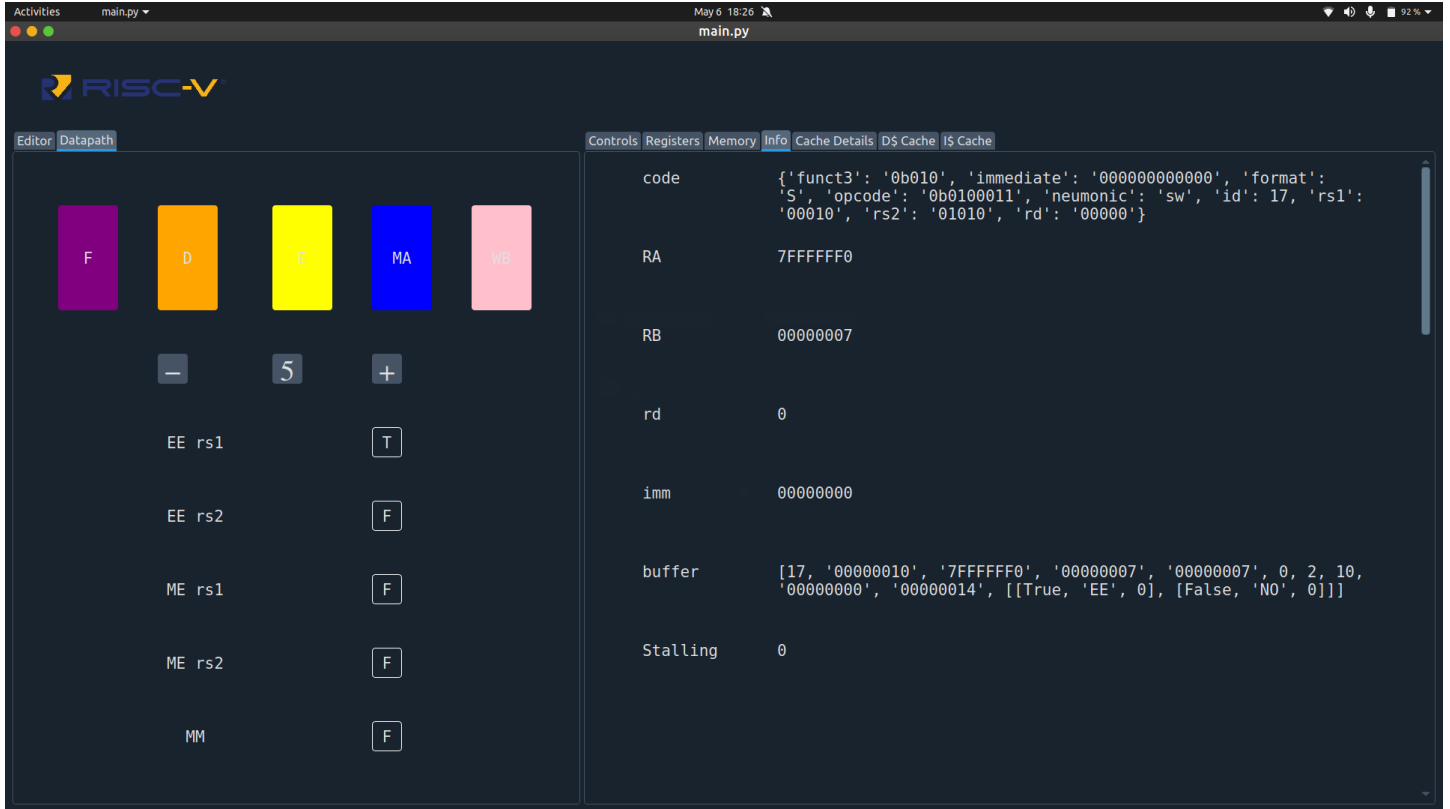 Activities main.py May 6 18:26 92 %
main.py
RISC-V
Editor Datapath
Controls Registers Memory Info Cache Details D$ Cache I$ Cache
F D E MA WB
− 5 +
EE rs1 T
EE rs2 F
ME rs1 F
ME rs2 F
MM F
code {'funct3': '0b010', 'immediate': '000000000000', 'format':
'S', 'opcode': '0b0100011', 'neumonic': 'sw', 'id': 17, 'rs1':
'00010', 'rs2': '01010', 'rd': '00000'}
RA 7FFFFFF0
RB 00000007
rd 0
imm 00000000
buffer [17, '00000010', '7FFFFFF0', '00000007', '00000007', 0, 2, 10,
'00000000', '00000014', [[True, 'EE', 0], [False, 'NO', 0]]]
Stalling 0